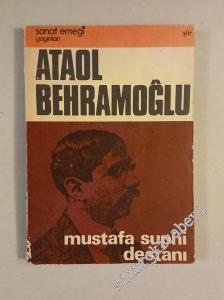 sanat emeği
yayınları
şiir
ATAOL
BEHRAMOĞLU
mustafa suphi
destanı